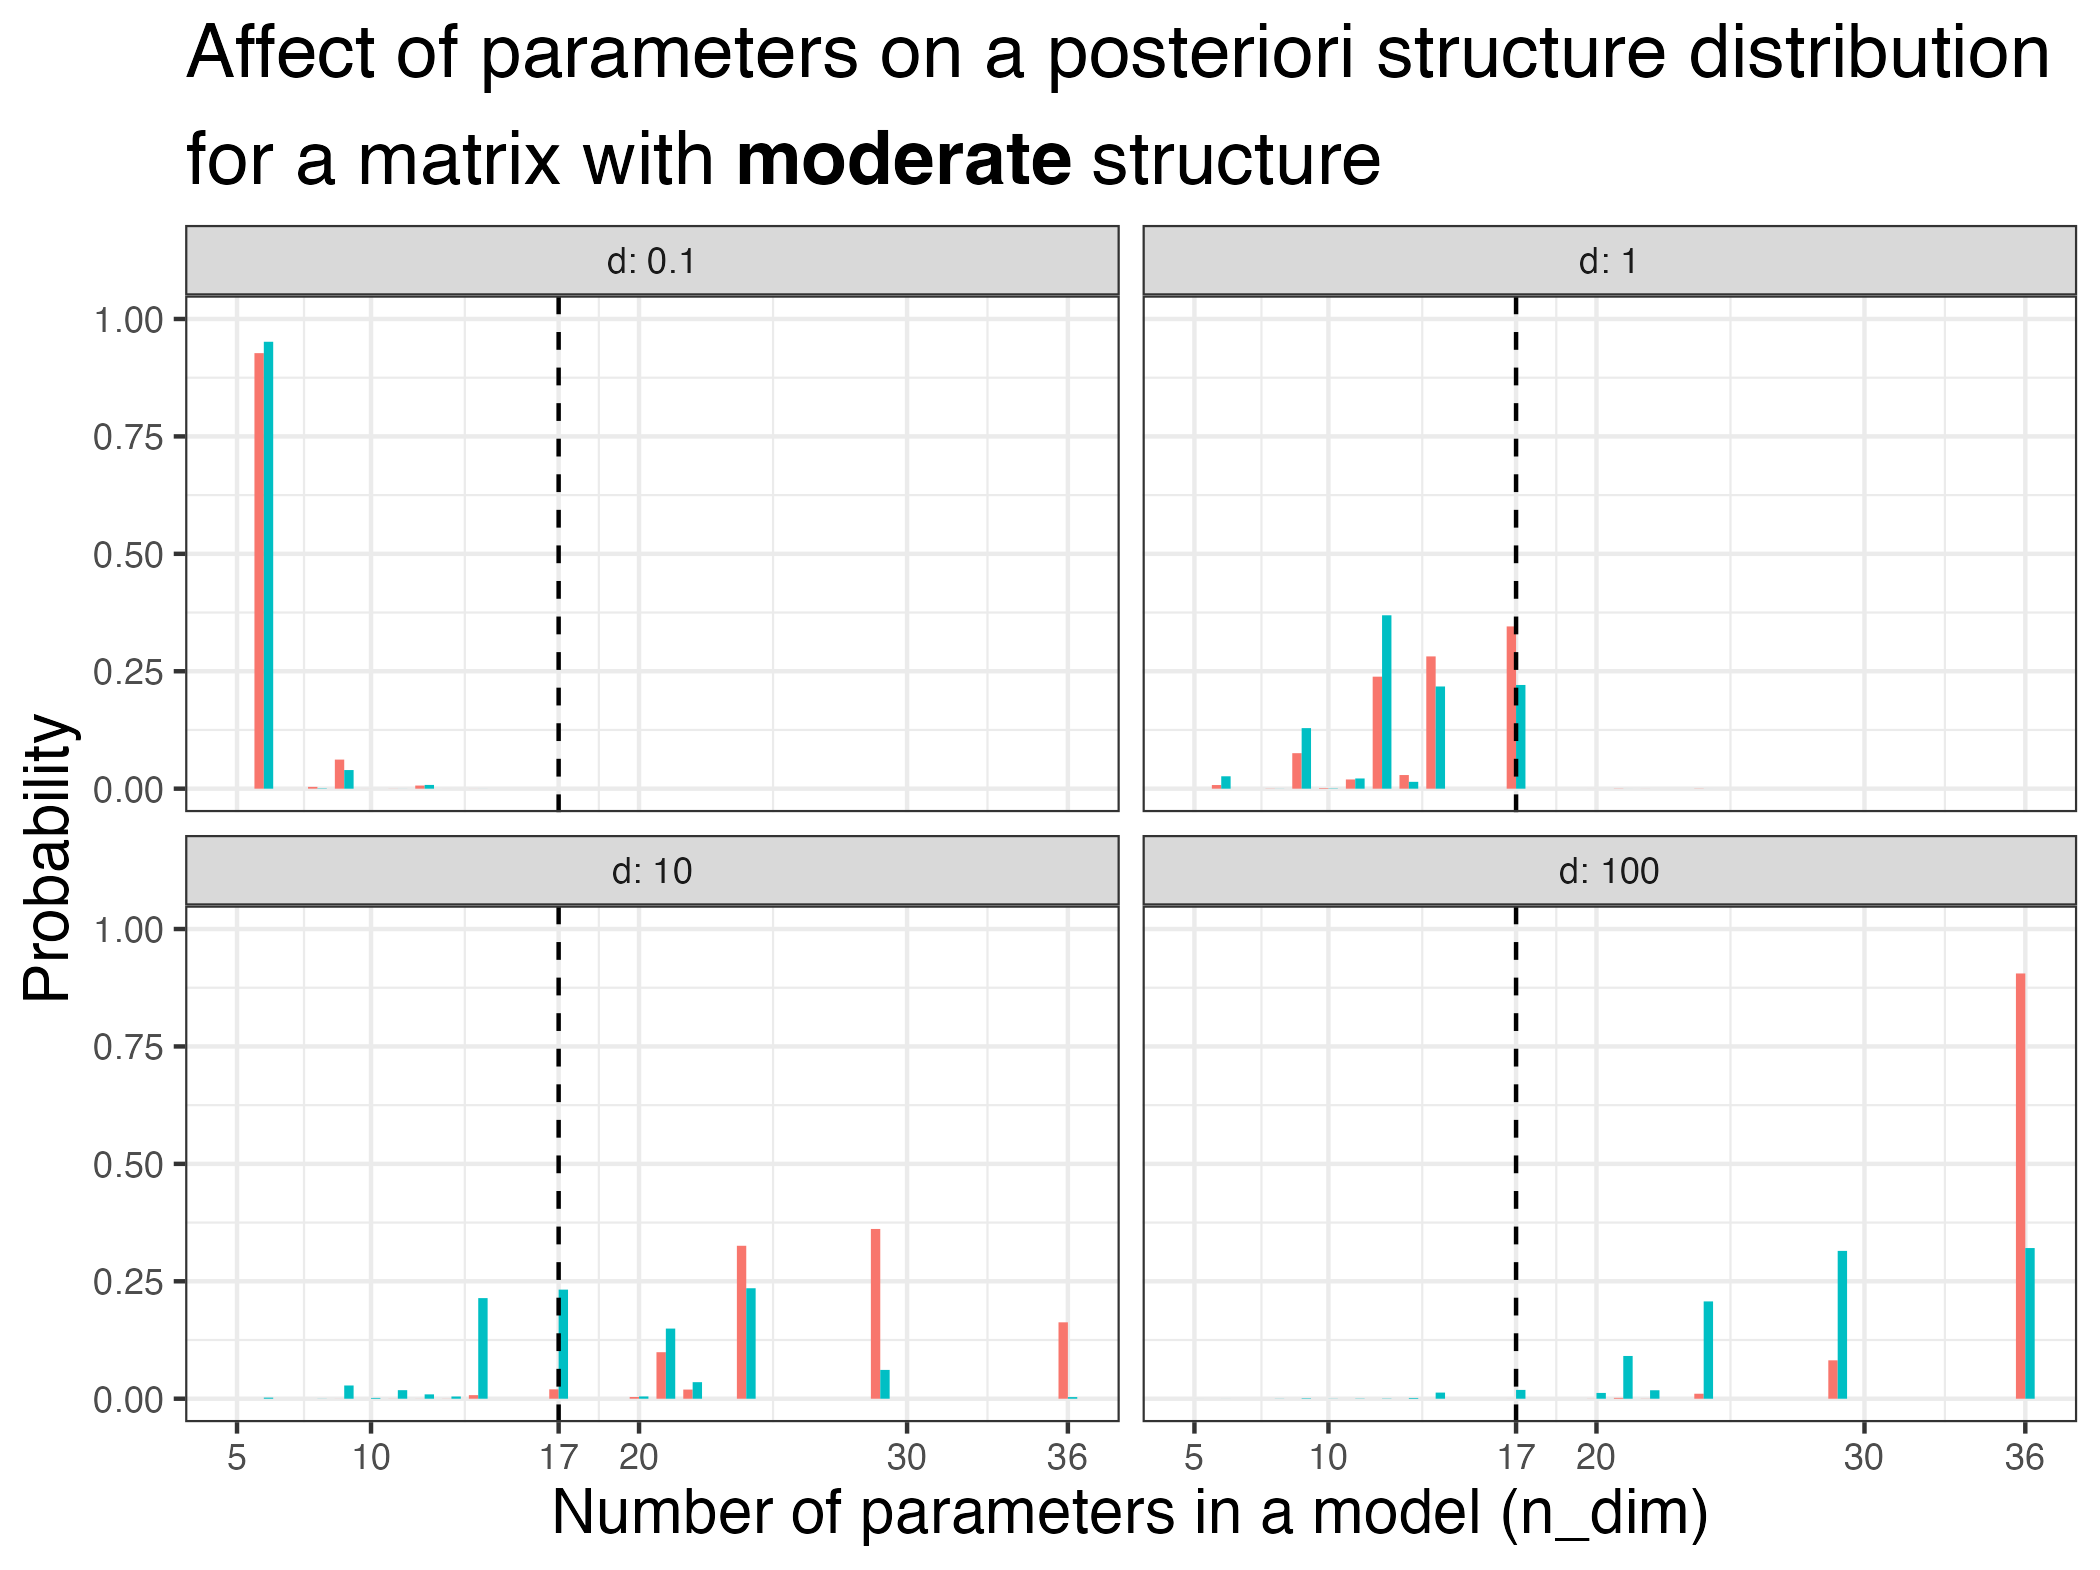 Affect of parameters on a posteriori structure distribution
for a matrix with moderate structure
d: 0.1
d: 1
1.00
0.75
0.50
0.25
0.00
d: 10
d: 100
1.00
0.75
0.50
0.25
0.00
Probability
5 10 17 20 30 36
5 10 17 20 30 36
Number of parameters in a model (n_dim)